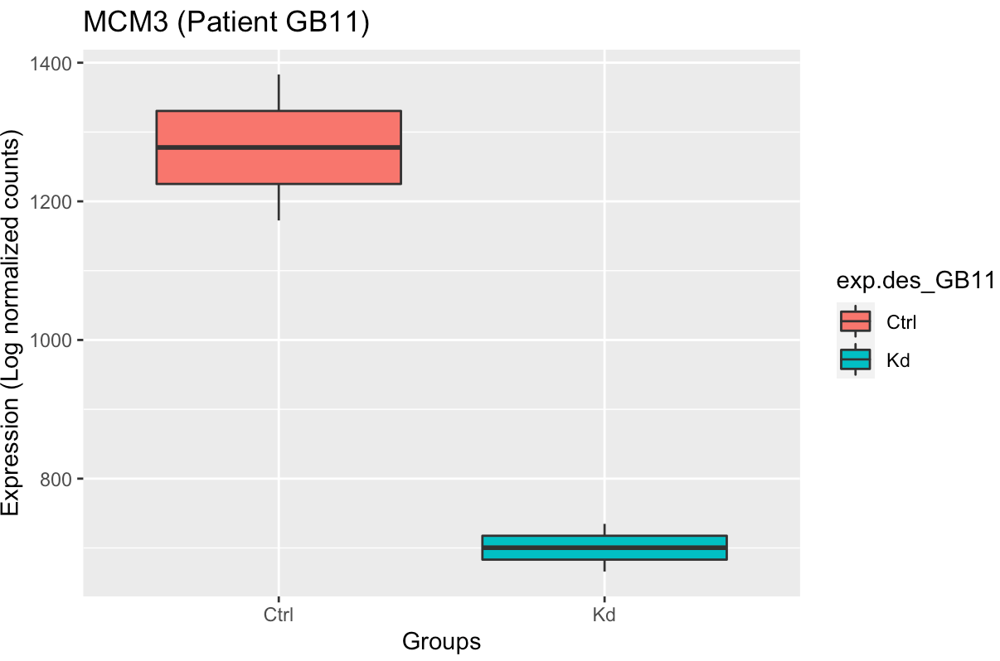 MCM3 (Patient GB11)
Expression (Log normalized counts)
1400
1200
1000
800
Ctrl
Kd
Groups
exp.des_GB11
Ctrl
Kd